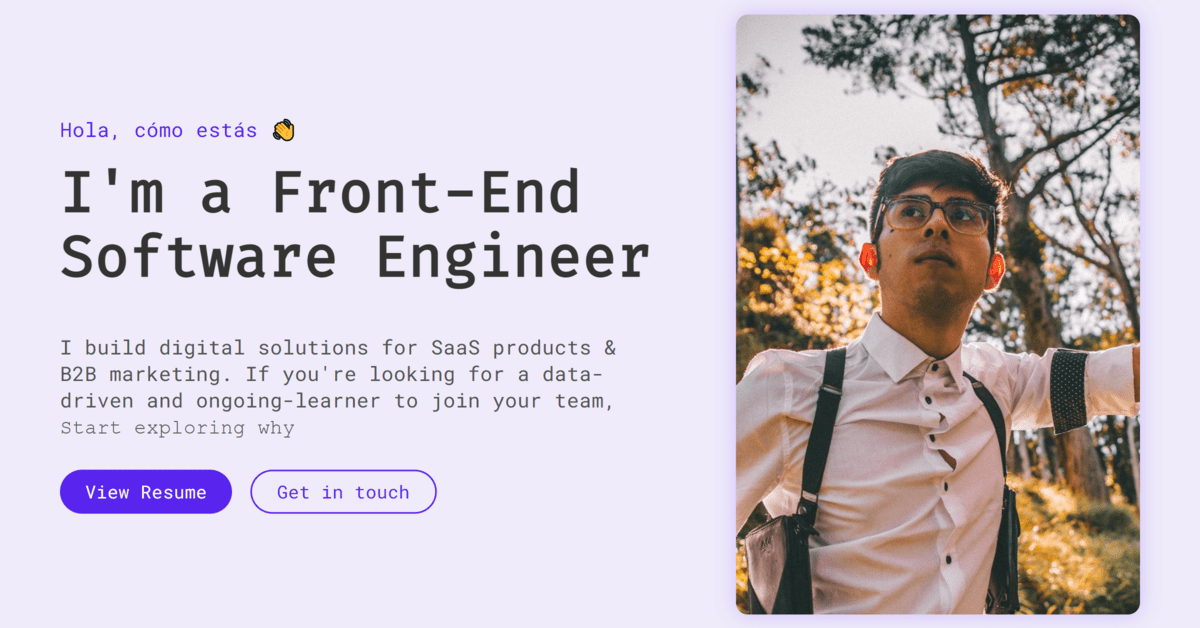 Hola, cómo estás 👋
I'm a Front-End
Software Engineer
I build digital solutions for SaaS products &
B2B marketing. If you're looking for a data-
driven and ongoing-learner to join your team,
Start exploring why
View Resume
Get in touch